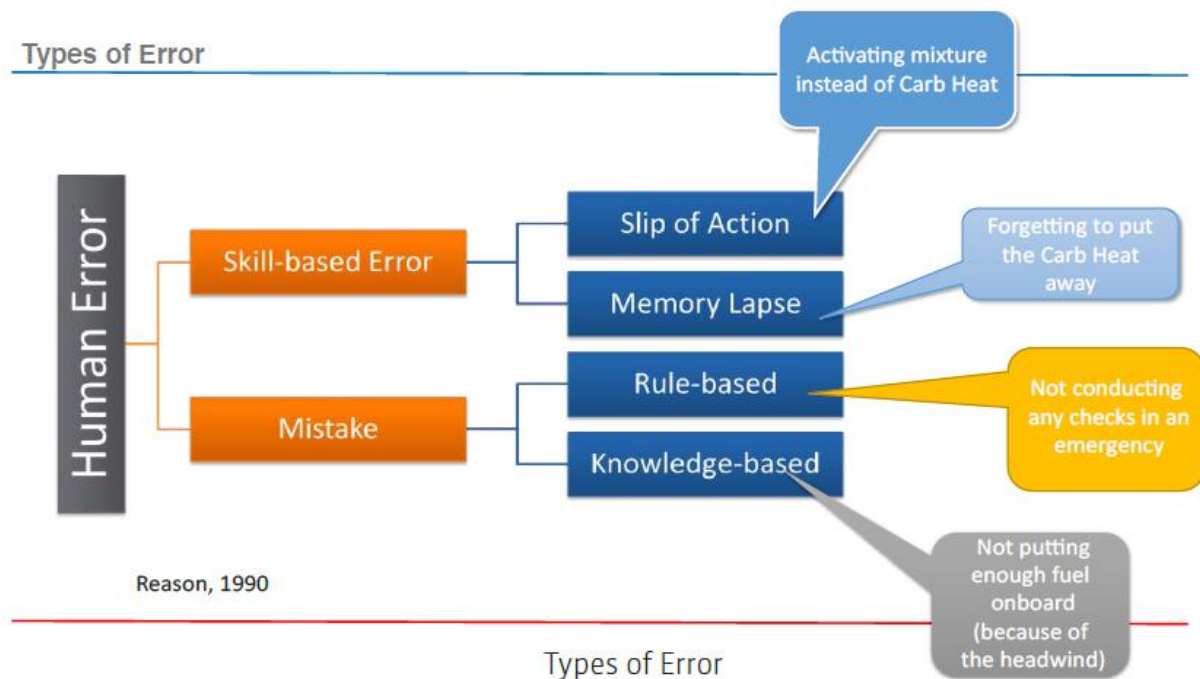 Types of Error
Activating mixture
instead of Carb Heat
Human Error
Skill-based Error
Mistake
Slip of Action
Memory Lapse
Rule-based
Knowledge-based
Forgetting to put
the Carb Heat
away
Not conducting
any checks in an
emergency
Not putting
enough fuel
onboard
(because of
the headwind)
Reason, 1990
Types of Error